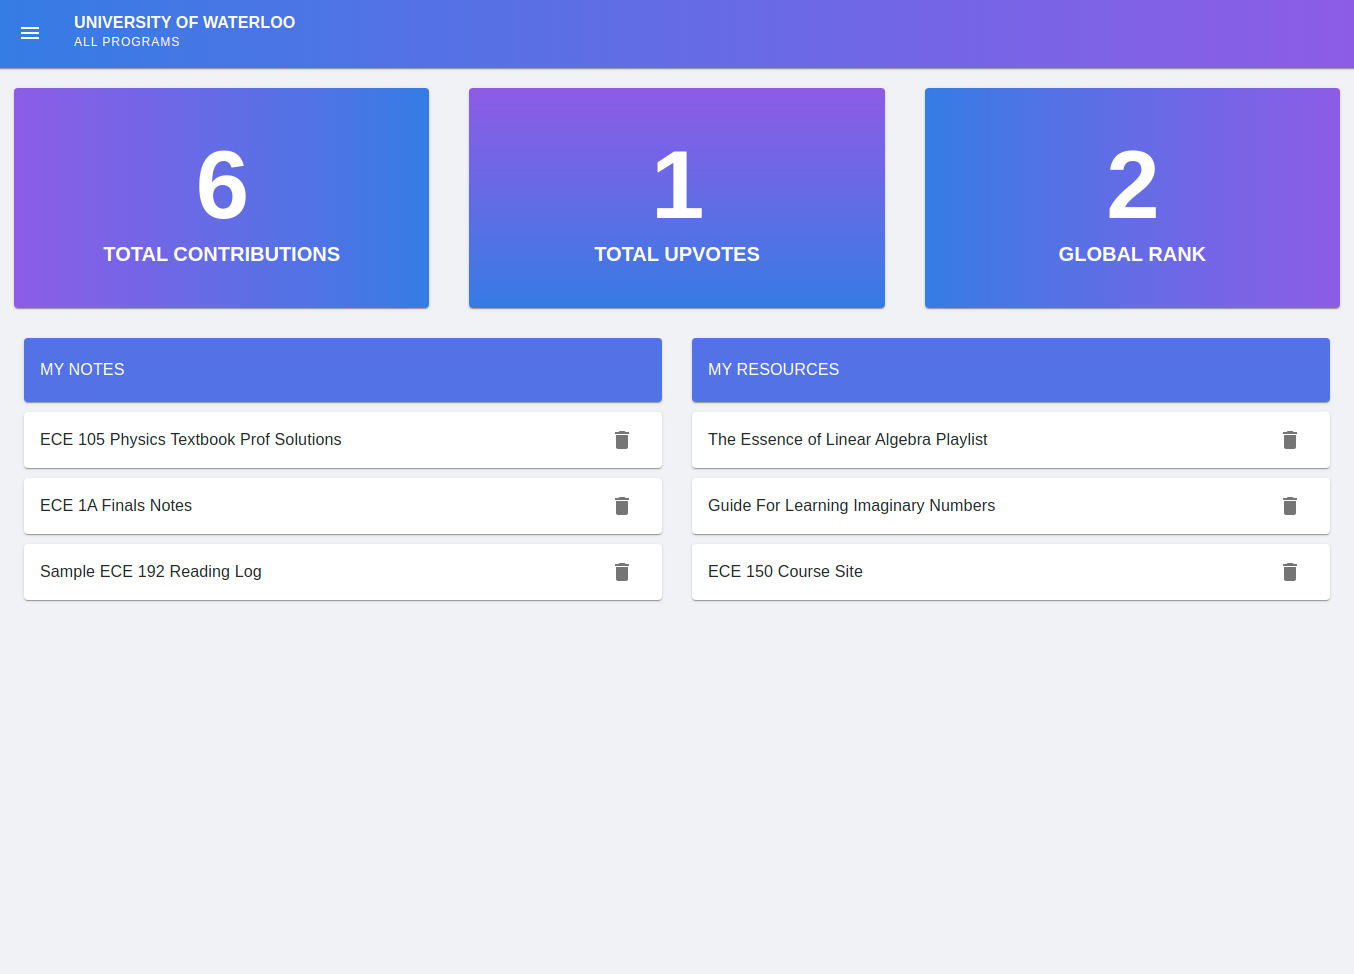 UNIVERSITY OF WATERLOO
ALL PROGRAMS
6
TOTAL CONTRIBUTIONS
1
TOTAL UPVOTES
2
GLOBAL RANK
MY NOTES
ECE 105 Physics Textbook Prof Solutions
ECE 1A Finals Notes
Sample ECE 192 Reading Log
MY RESOURCES
The Essence of Linear Algebra Playlist
Guide For Learning Imaginary Numbers
ECE 150 Course Site